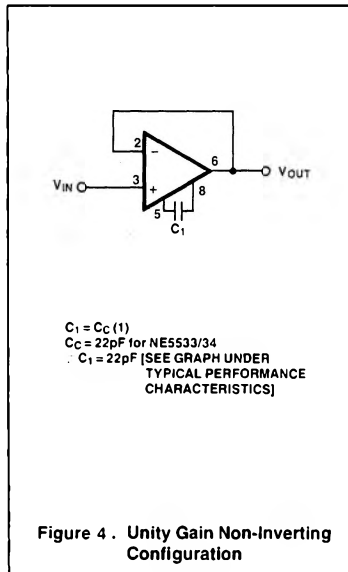 2
−
6
VIN
3
+
8
VOUT
5
C1
C1 = CC (1)
CC = 22pF for NE5533/34
∴ C1 = 22pF [SEE GRAPH UNDER
TYPICAL PERFORMANCE
CHARACTERISTICS]
Figure 4 . Unity Gain Non-Inverting
Configuration